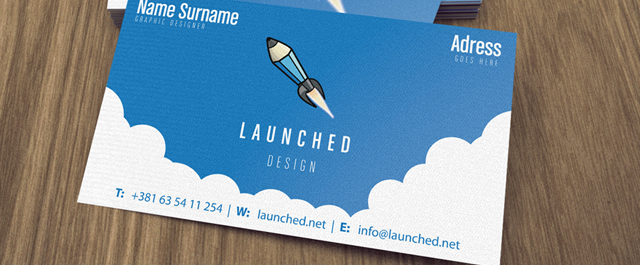 Name Surname
GRAPHIC DESIGNER
Adress
GOES HERE
LAUNCHED
DESIGN
T: +381 63 54 11 254 | W: launched.net | E: info@launched.net